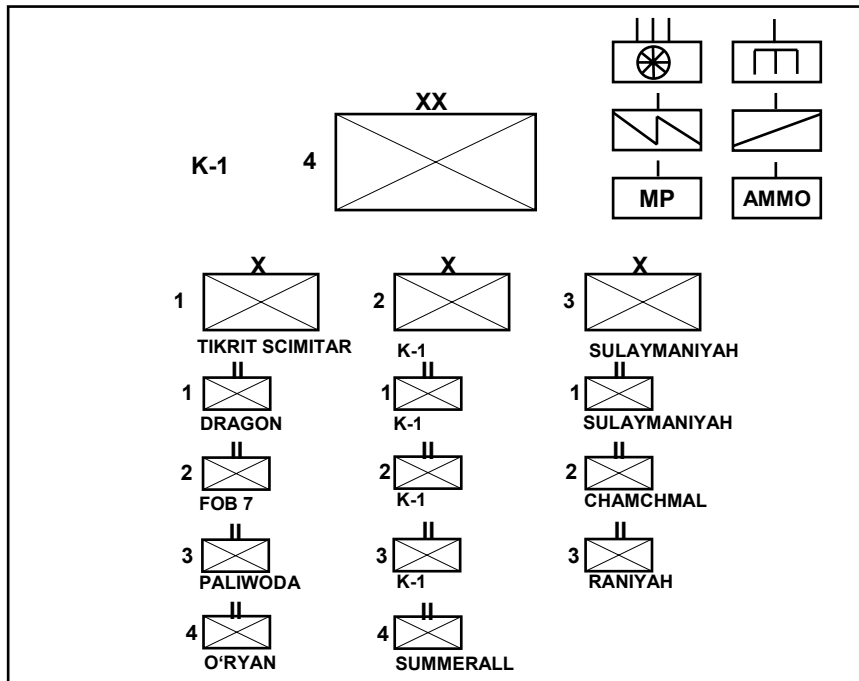 XX
K-1 4
MP AMMO
X X X
1 2 3
TIKRIT SCIMITAR K-1 SULAYMANIYAH
II II II
1 1 1
DRAGON K-1 SULAYMANIYAH
II II II
2 2 2
FOB 7 K-1 CHAMCHMAL
II II II
3 3 3
PALIWODA K-1 RANIYAH
II II
4 4
O‘RYAN SUMMERALL